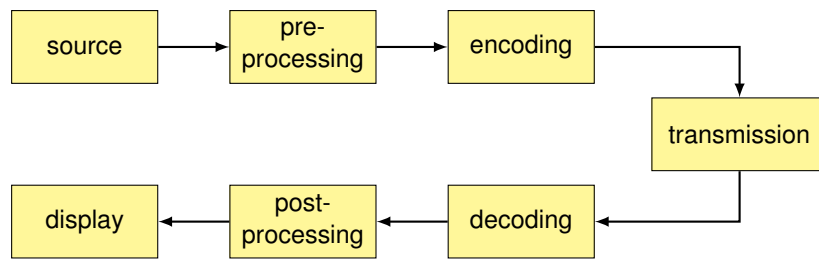 source
pre-
processing
encoding
transmission
display
post-
processing
decoding